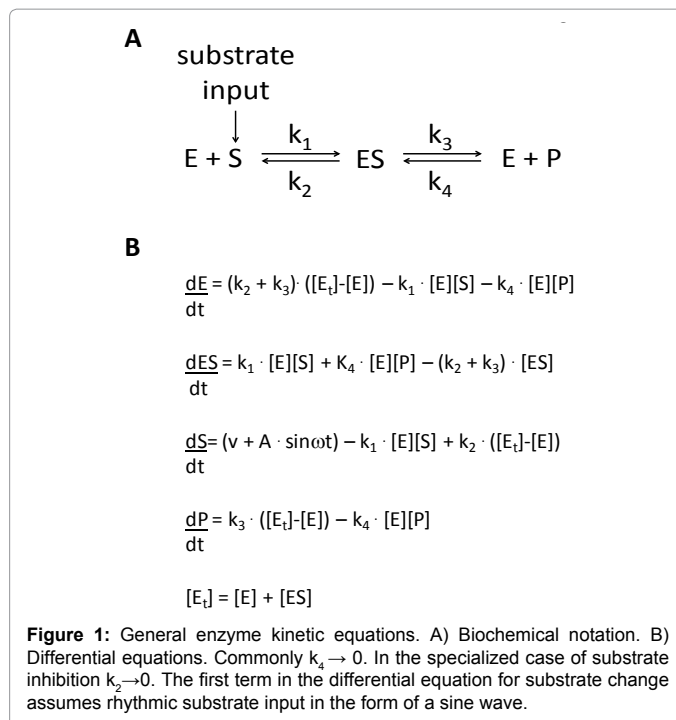 A
substrate
input
k₁ k₃
E + S ES E + P
k₂ k₄
B
dE = (k₂ + k₃)· ([Eₜ]-[E]) – k₁ · [E][S] – k₄ · [E][P]
dt
dES = k₁ · [E][S] + K₄ · [E][P] – (k₂ + k₃) · [ES]
dt
dS= (v + A · sinωt) – k₁ · [E][S] + k₂ · ([Eₜ]-[E])
dt
dP = k₃ · ([Eₜ]-[E]) – k₄ · [E][P]
dt
[Eₜ] = [E] + [ES]
Figure 1: General enzyme kinetic equations. A) Biochemical notation. B)
Differential equations. Commonly k₄ → 0. In the specialized case of substrate
inhibition k₂→0. The first term in the differential equation for substrate change
assumes rhythmic substrate input in the form of a sine wave.